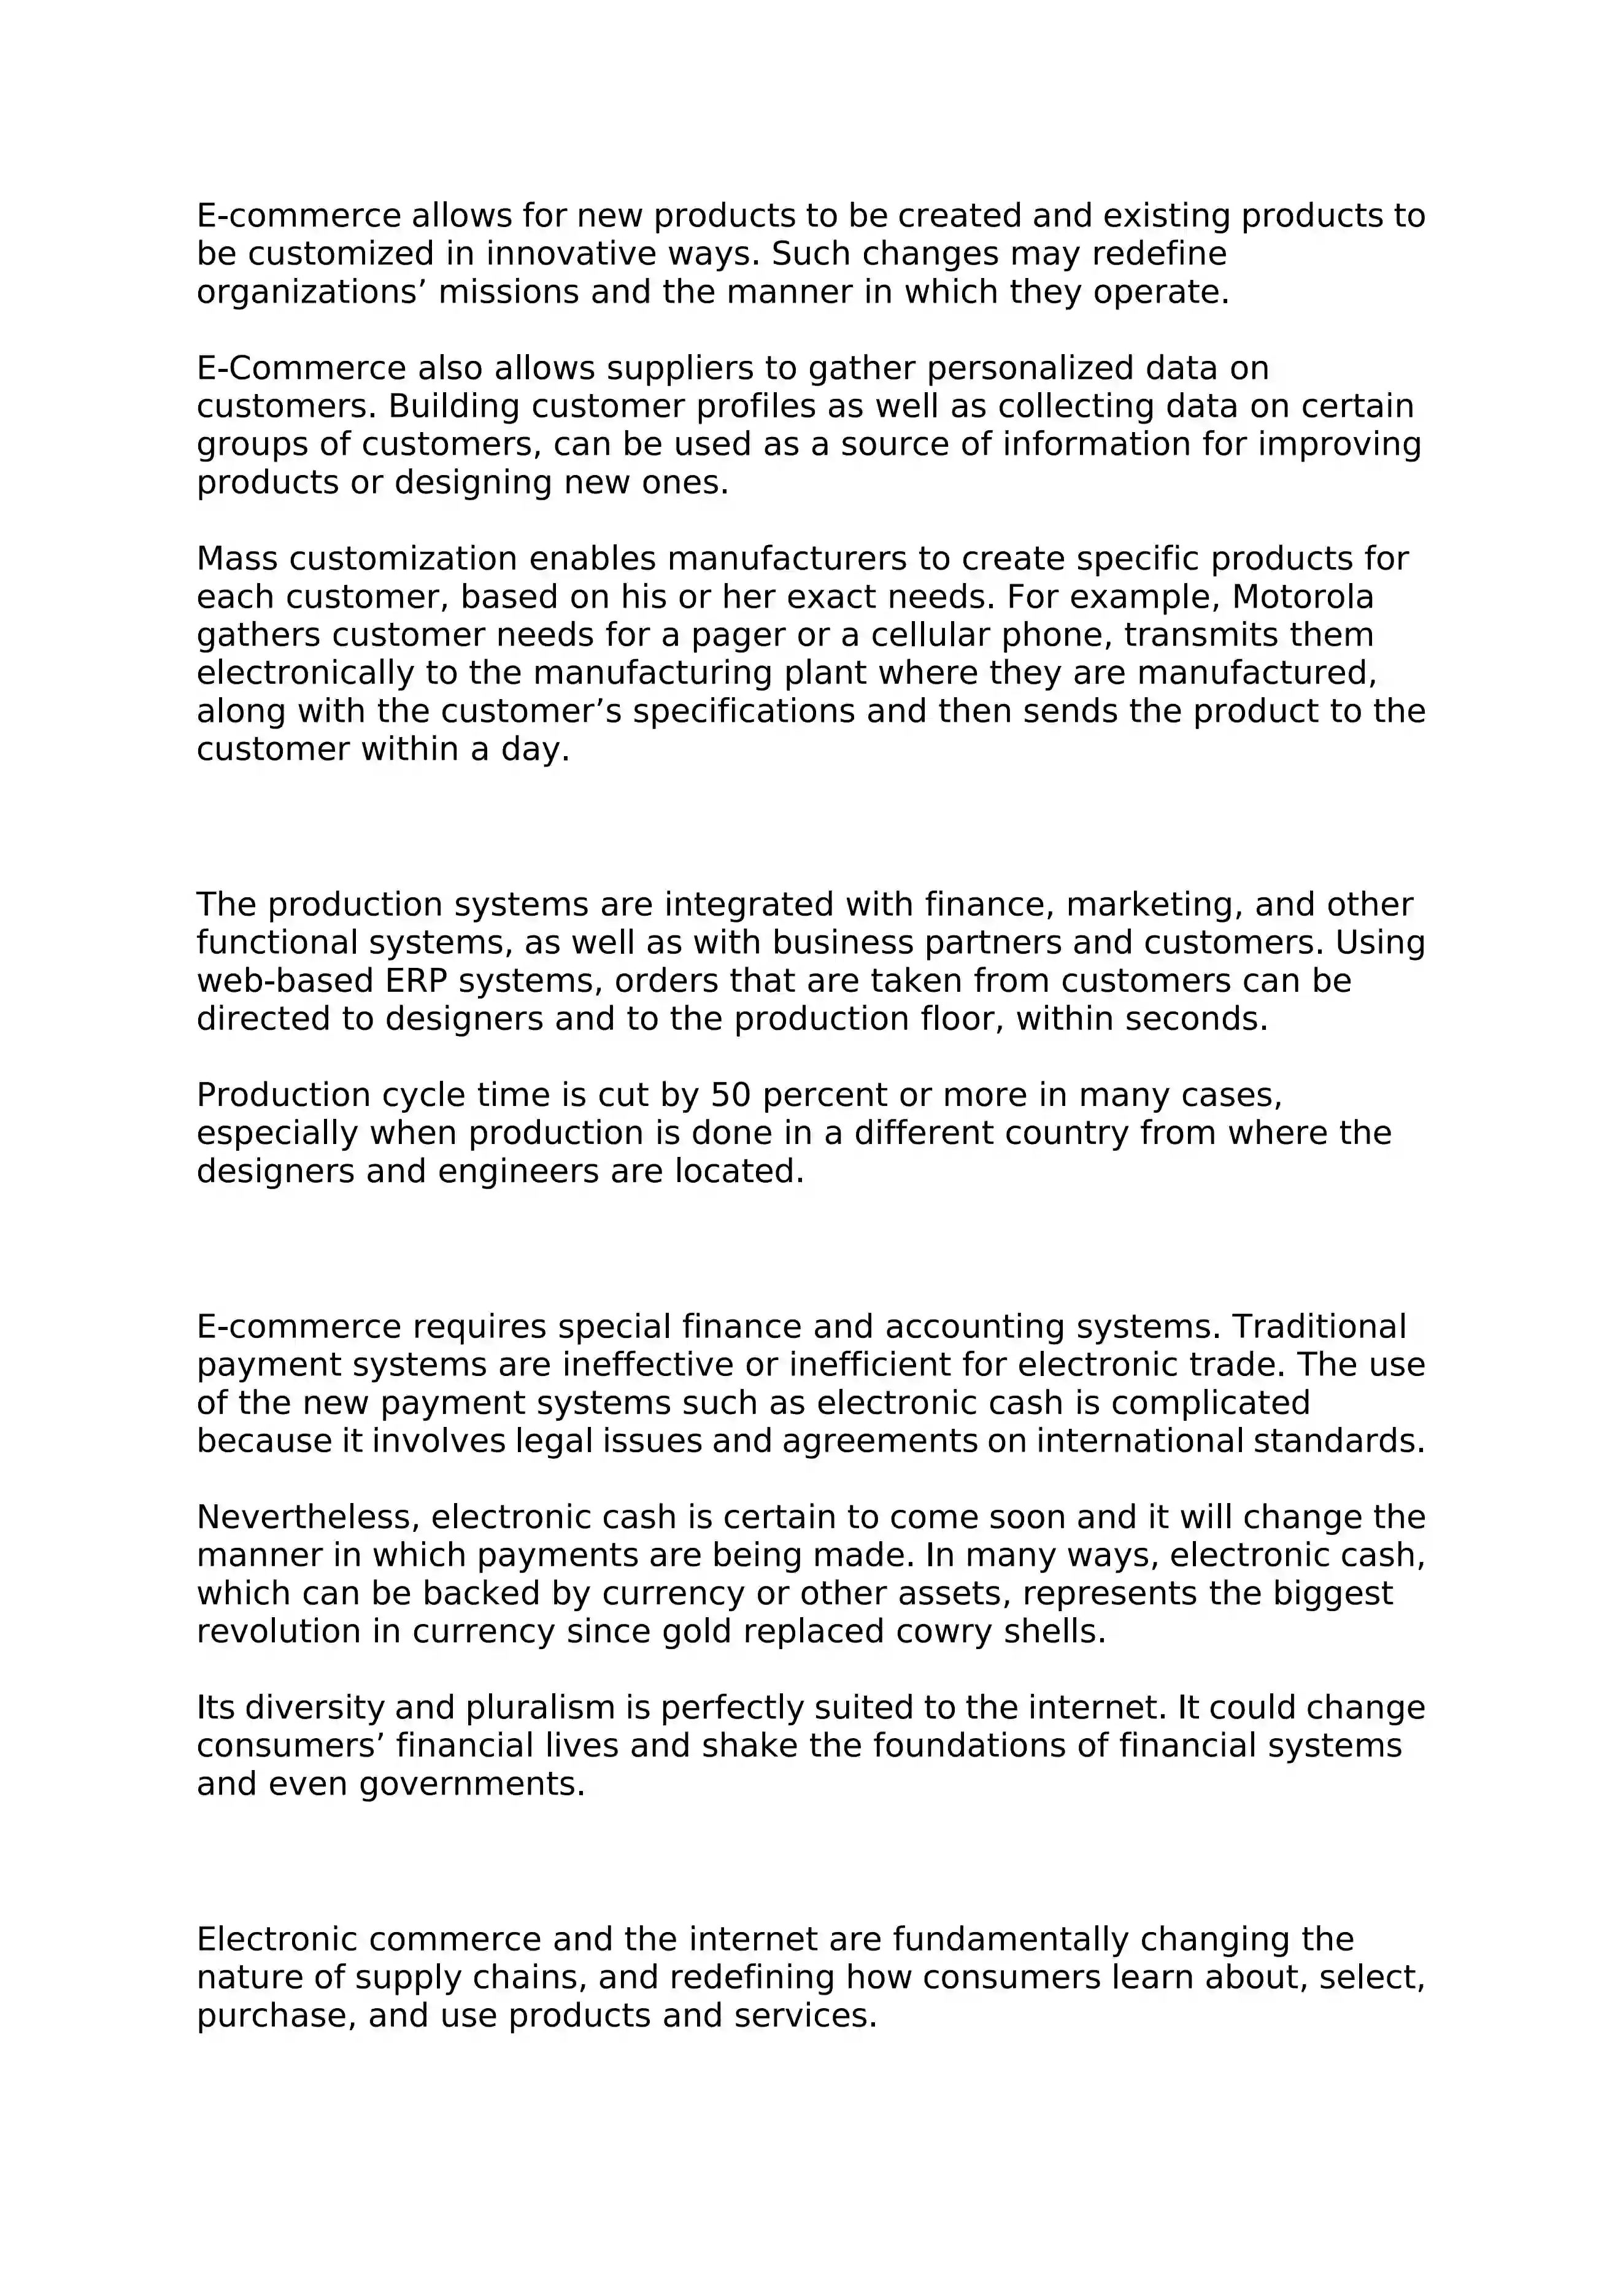 E-commerce allows for new products to be created and existing products to
be customized in innovative ways. Such changes may redefine
organizations’ missions and the manner in which they operate.
E-Commerce also allows suppliers to gather personalized data on
customers. Building customer profiles as well as collecting data on certain
groups of customers, can be used as a source of information for improving
products or designing new ones.
Mass customization enables manufacturers to create specific products for
each customer, based on his or her exact needs. For example, Motorola
gathers customer needs for a pager or a cellular phone, transmits them
electronically to the manufacturing plant where they are manufactured,
along with the customer’s specifications and then sends the product to the
customer within a day.
The production systems are integrated with finance, marketing, and other
functional systems, as well as with business partners and customers. Using
web-based ERP systems, orders that are taken from customers can be
directed to designers and to the production floor, within seconds.
Production cycle time is cut by 50 percent or more in many cases,
especially when production is done in a different country from where the
designers and engineers are located.
E-commerce requires special finance and accounting systems. Traditional
payment systems are ineffective or inefficient for electronic trade. The use
of the new payment systems such as electronic cash is complicated
because it involves legal issues and agreements on international standards.
Nevertheless, electronic cash is certain to come soon and it will change the
manner in which payments are being made. In many ways, electronic cash,
which can be backed by currency or other assets, represents the biggest
revolution in currency since gold replaced cowry shells.
Its diversity and pluralism is perfectly suited to the internet. It could change
consumers’ financial lives and shake the foundations of financial systems
and even governments.
Electronic commerce and the internet are fundamentally changing the
nature of supply chains, and redefining how consumers learn about, select,
purchase, and use products and services.